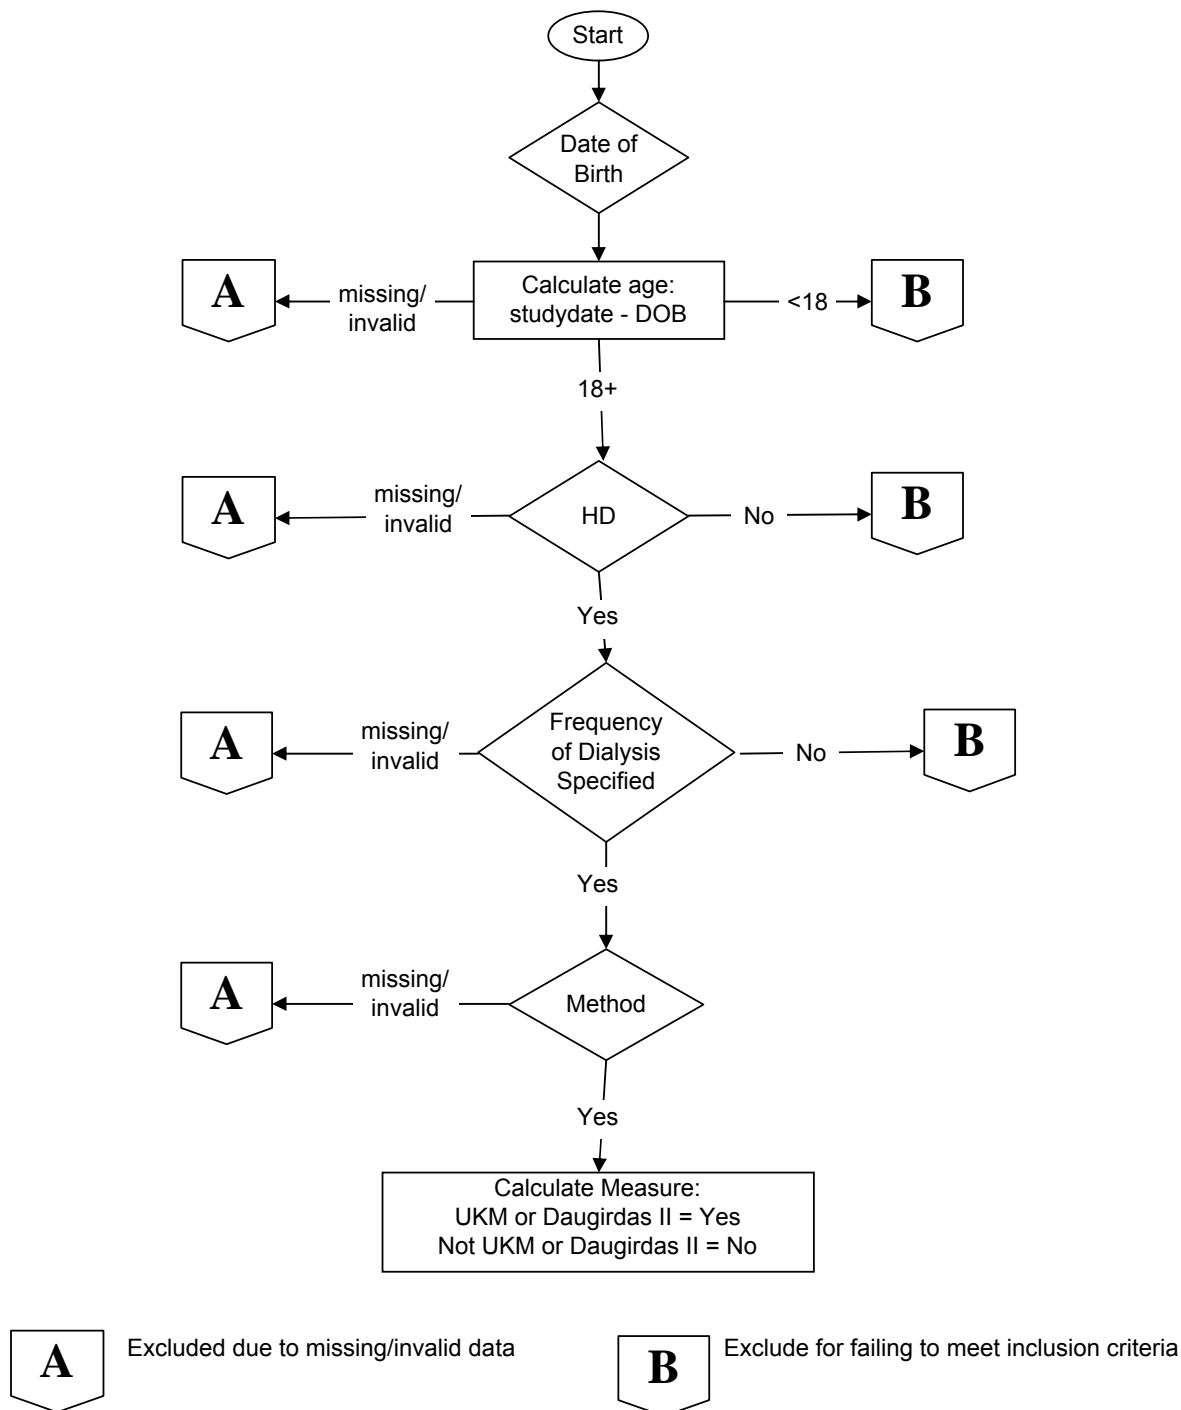 Start
Date of
Birth
A
missing/
invalid
Calculate age:
studydate - DOB
<18
B
18+
A
missing/
invalid
HD
No
B
Yes
A
missing/
invalid
Frequency
of Dialysis
Specified
No
B
Yes
A
missing/
invalid
Method
Yes
Calculate Measure:
UKM or Daugirdas II = Yes
Not UKM or Daugirdas II = No
A
Excluded due to missing/invalid data
B
Exclude for failing to meet inclusion criteria